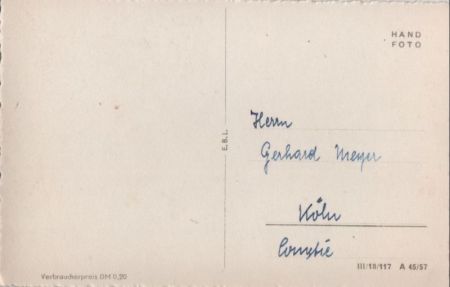 HAND
FOTO
E.B.L.
Herrn
Gerhard Meyer
Köln
III/18/117 A 45/57
Verbraucherpreis DM 0,20